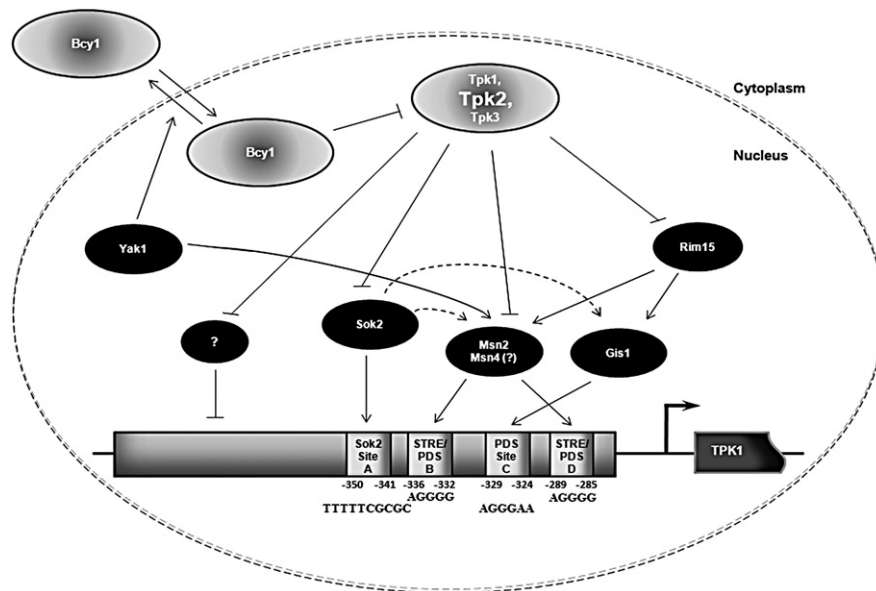 Bcy1
Cytoplasm
Tpk1,
Tpk2,
Tpk3
Bcy1
Nucleus
Yak1
Rim15
Sok2
?
Msn2
Msn4 (?)
Gis1
Sok2
Site
A
STRE/
PDS
B
PDS
Site
C
STRE/
PDS
D
TPK1
-350 -341 -336 -332 -329 -324 -289 -285
AGGGG AGGGG
TTTTTCGCGC AGGGAA